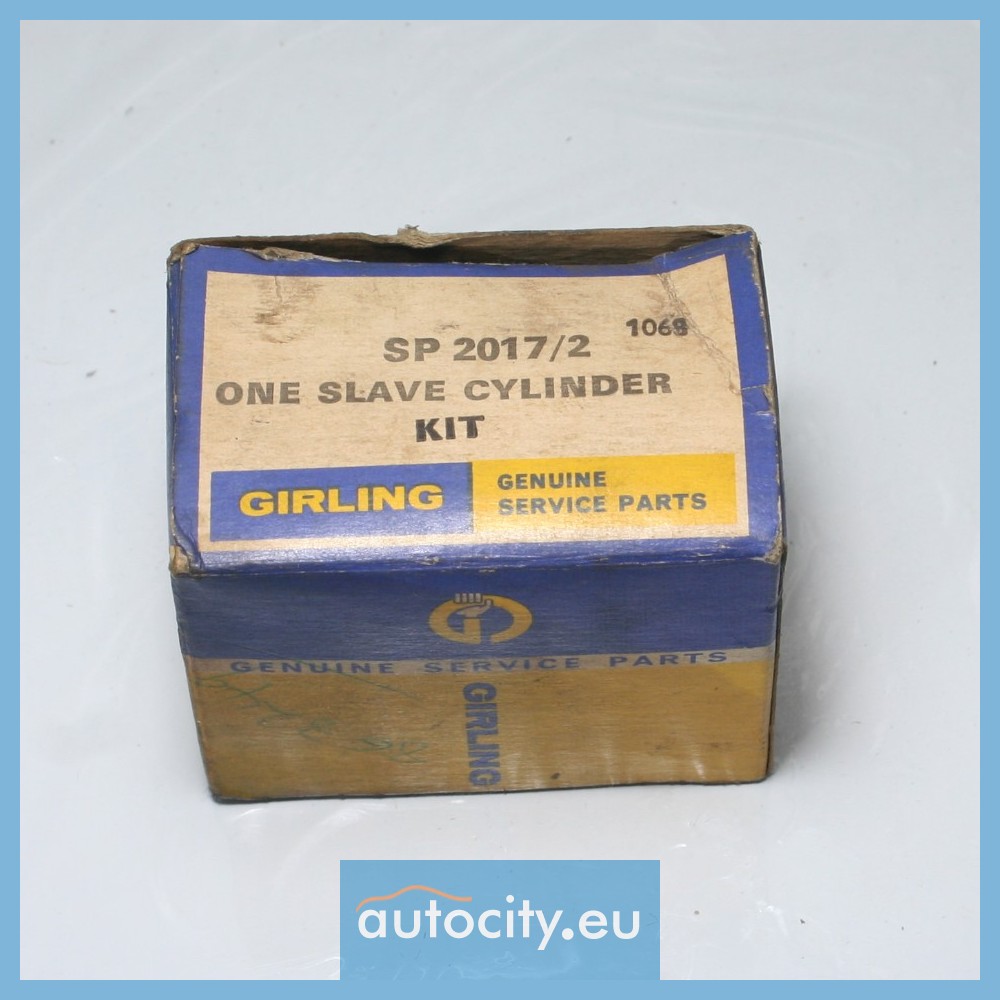 SP 2017/2
ONE SLAVE CYLINDER
KIT
GIRLING
GENUINE
SERVICE PARTS
GENUINE SERVICE PARTS
GIRLING
autocity.eu